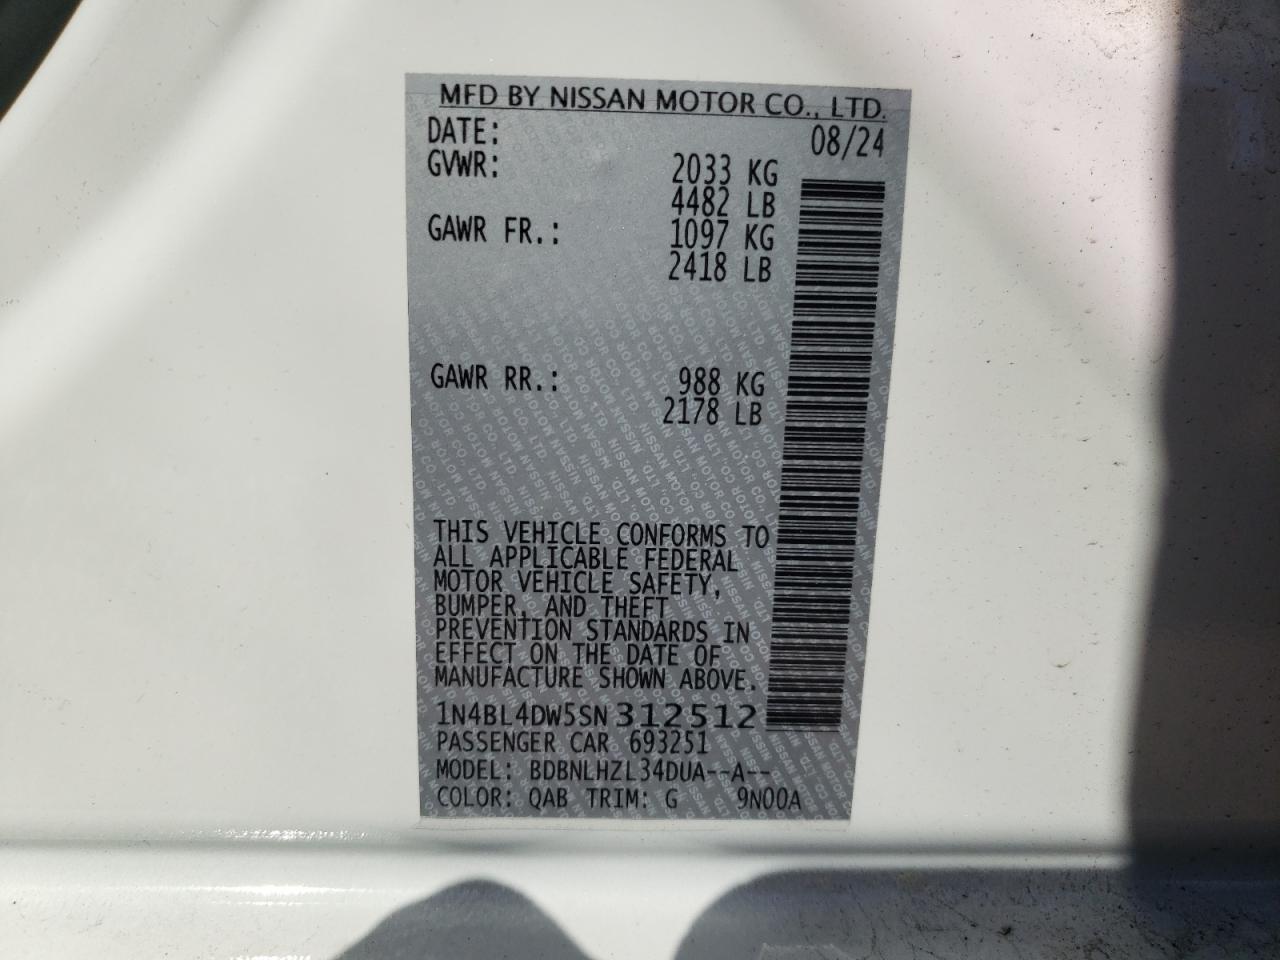 MFD BY NISSAN MOTOR CO., LTD.
DATE: 08/24
GVWR: 2033 KG
4482 LB
GAWR FR.: 1097 KG
2418 LB
GAWR RR.: 988 KG
2178 LB
THIS VEHICLE CONFORMS TO
ALL APPLICABLE FEDERAL
MOTOR VEHICLE SAFETY,
BUMPER, AND THEFT
PREVENTION STANDARDS IN
EFFECT ON THE DATE OF
MANUFACTURE SHOWN ABOVE.
1N4BL4DW5SN312512
PASSENGER CAR 693251
MODEL: BDBNLHZL34DUA--A--
COLOR: QAB TRIM: G 9N00A